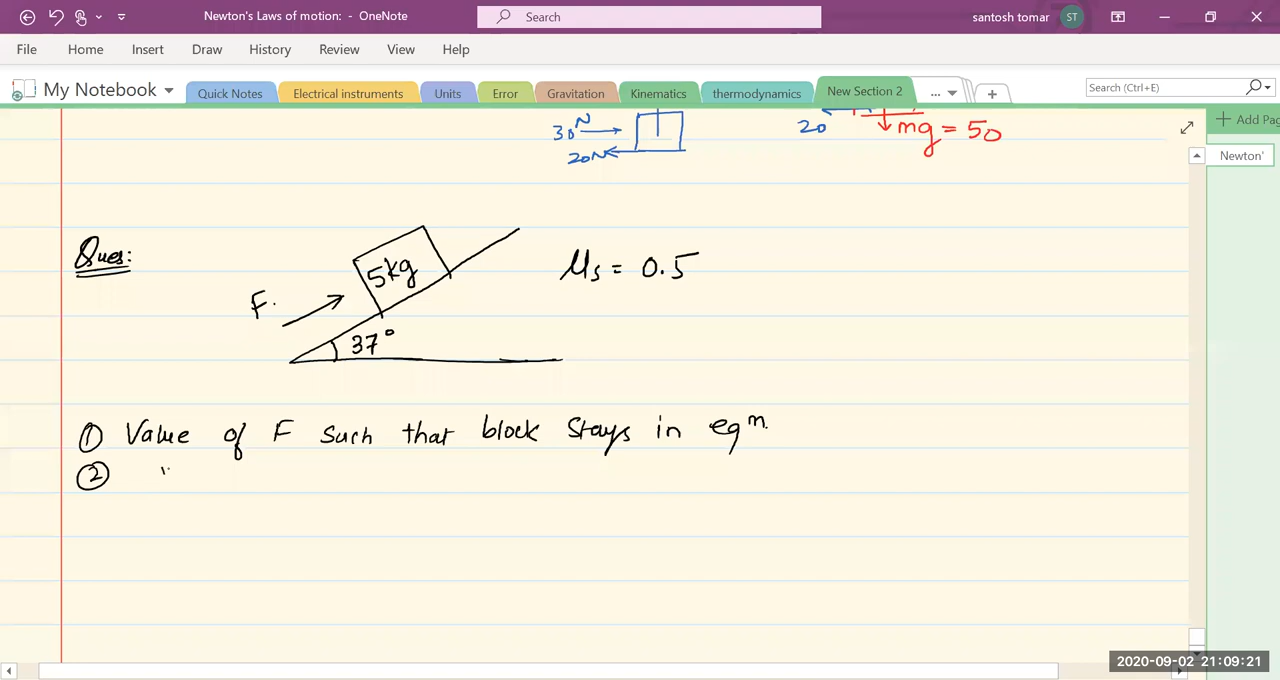 Newton's Laws of motion: - OneNote
Search
santosh tomar
ST
File Home Insert Draw History Review View Help
My Notebook
Quick Notes
Electrical instruments
Units
Error
Gravitation
Kinematics
thermodynamics
New Section 2
...
Search (Ctrl+E)
Add Pag
Newton'
30N
20N
20
mg = 50
Ques:
5kg
μs = 0.5
F.
37°
① Value of F such that block stays in eqm.
② "
2020-09-02 21:09:21